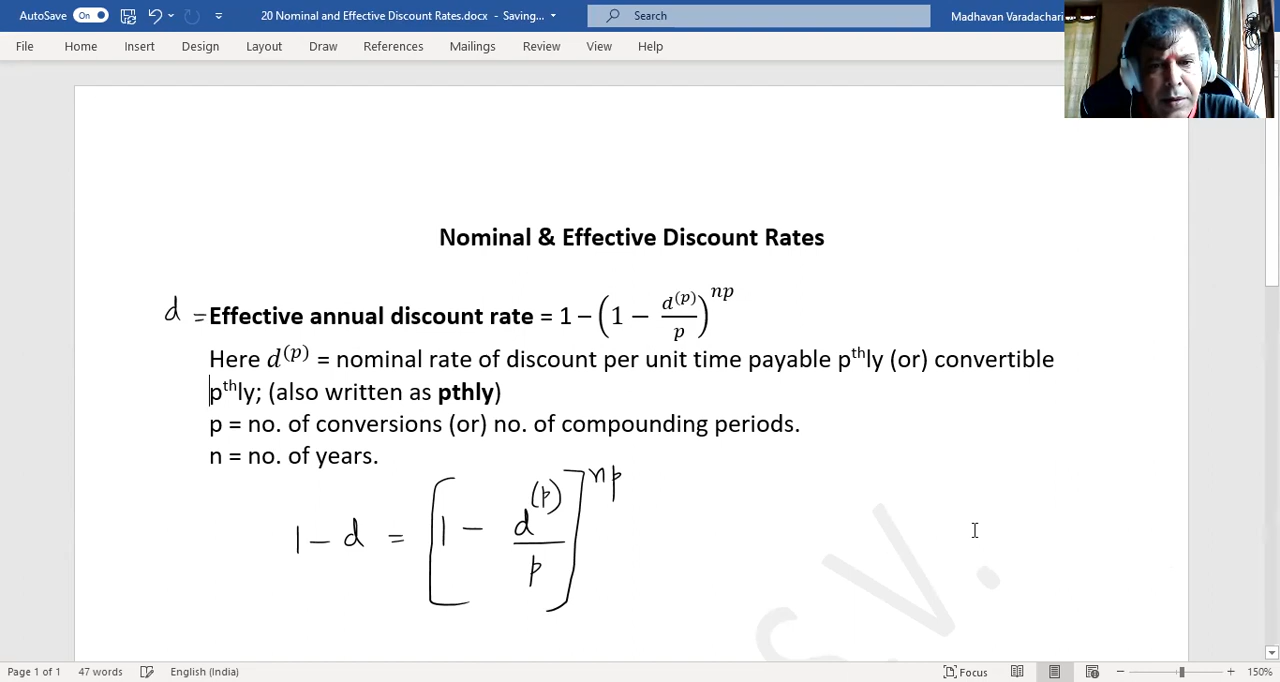 AutoSave On 20 Nominal and Effective Discount Rates.docx - Saving... Search Madhavan Varadachari
File Home Insert Design Layout References Mailings Review View Help
Nominal & Effective Discount Rates
d = Effective annual discount rate = 1 − (1 − d^(p)/p)^np
Here d^(p) = nominal rate of discount per unit time payable p^th ly (or) convertible
p^th ly; (also written as pthly)
p = no. of conversions (or) no. of compounding periods.
n = no. of years.
1 − d = [1 − d^(p)/p]^np
S V.
Page 1 of 1 47 words English (India) Focus 150%